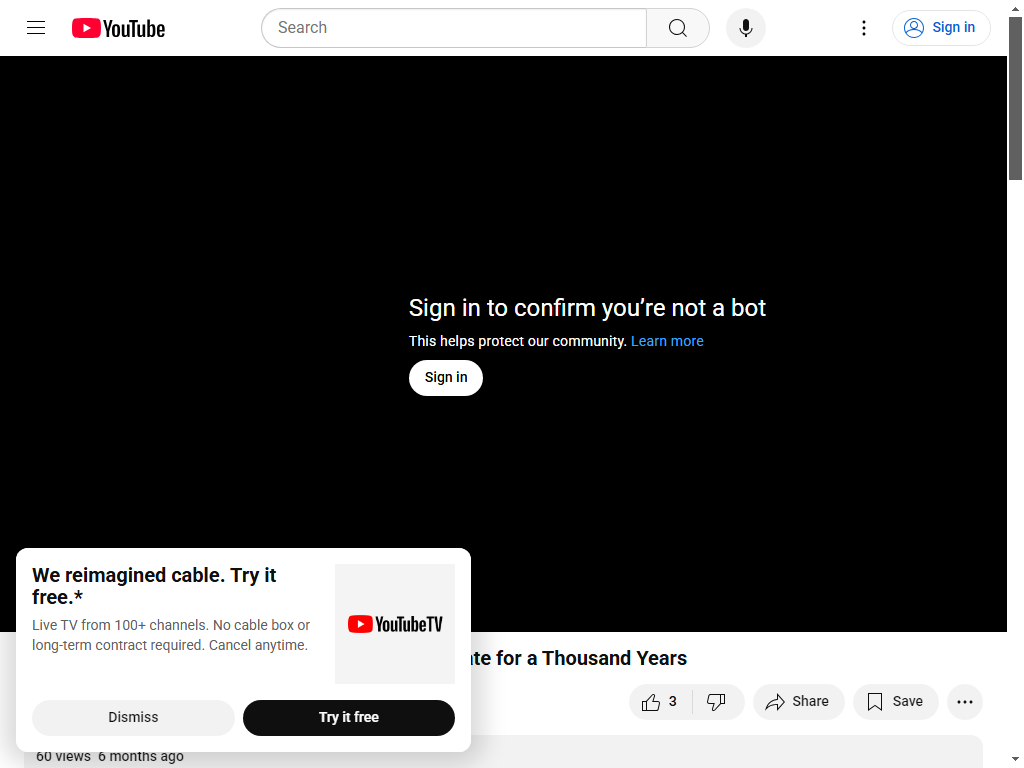 YouTube
Search
Sign in
Sign in to confirm you’re not a bot
This helps protect our community. Learn more
Sign in
We reimagined cable. Try it
free.*
Live TV from 100+ channels. No cable box or
long-term contract required. Cancel anytime.
YouTubeTV
Dismiss
Try it free
for a Thousand Years
3
Share
Save
60 views 6 months ago